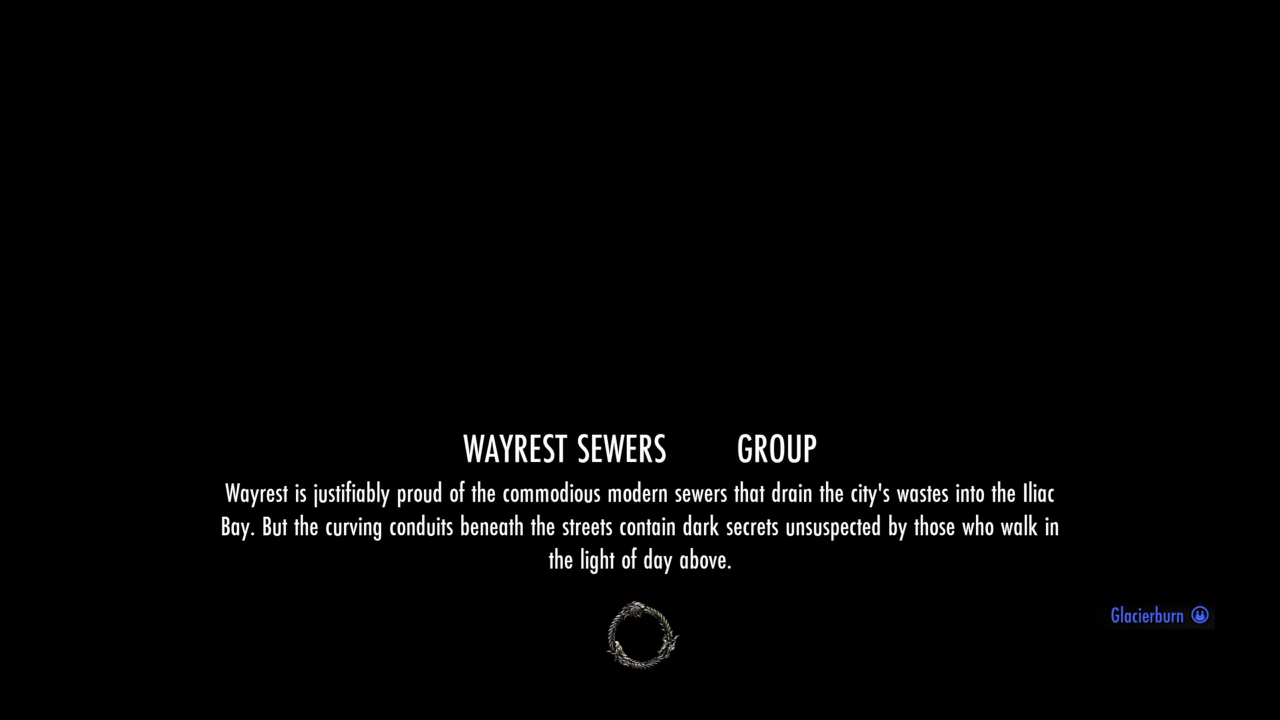 WAYREST SEWERS GROUP
Wayrest is justifiably proud of the commodious modern sewers that drain the city's wastes into the Iliac
Bay. But the curving conduits beneath the streets contain dark secrets unsuspected by those who walk in
the light of day above.
Glacierburn